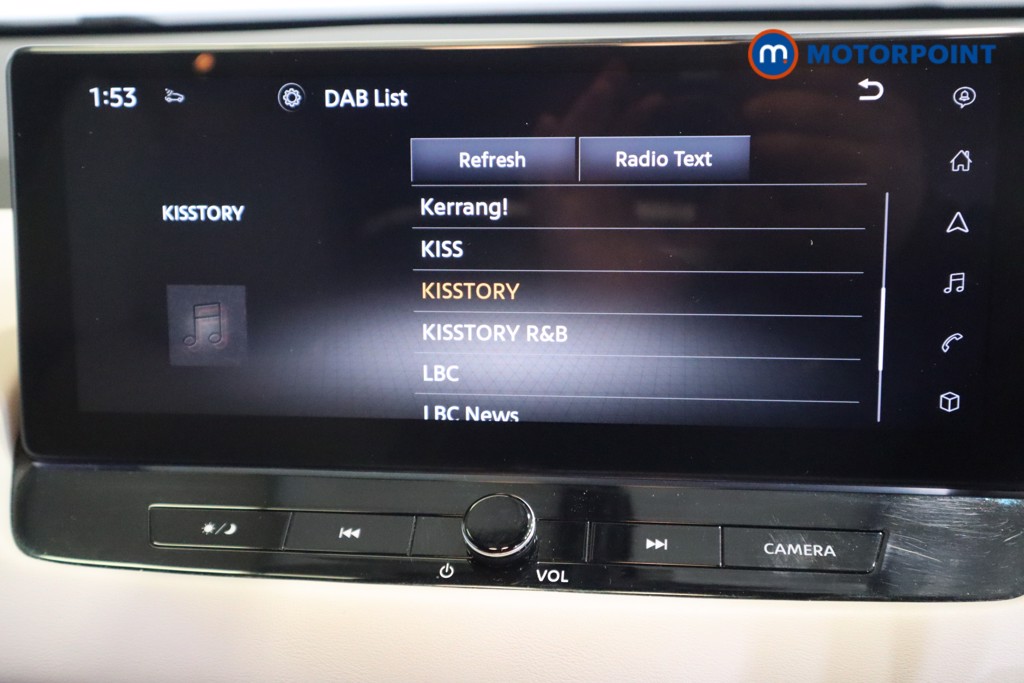 m MOTORPOINT
1:53
DAB List
Refresh
Radio Text
KISSTORY
Kerrang!
KISS
KISSTORY
KISSTORY R&B
LBC
LBC News
VOL
CAMERA